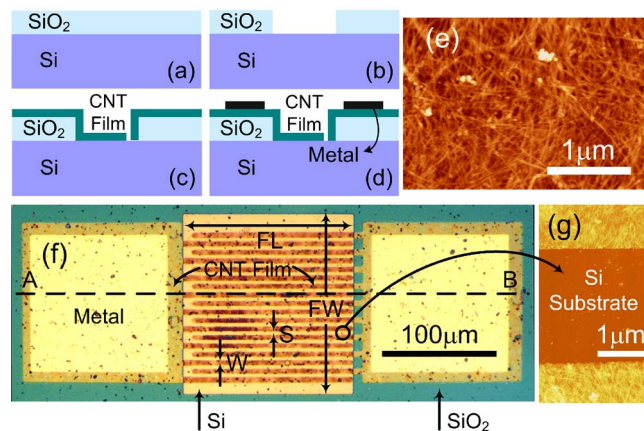 SiO₂
Si
(a)
SiO₂
Si
(b)
CNT
Film
SiO₂
Si
(c)
CNT
Film
SiO₂
Metal
Si
(d)
(e)
1μm
(f)
FL
CNT Film
A
B
Metal
FW
S
W
100μm
Si
SiO₂
(g)
Si
Substrate
1μm